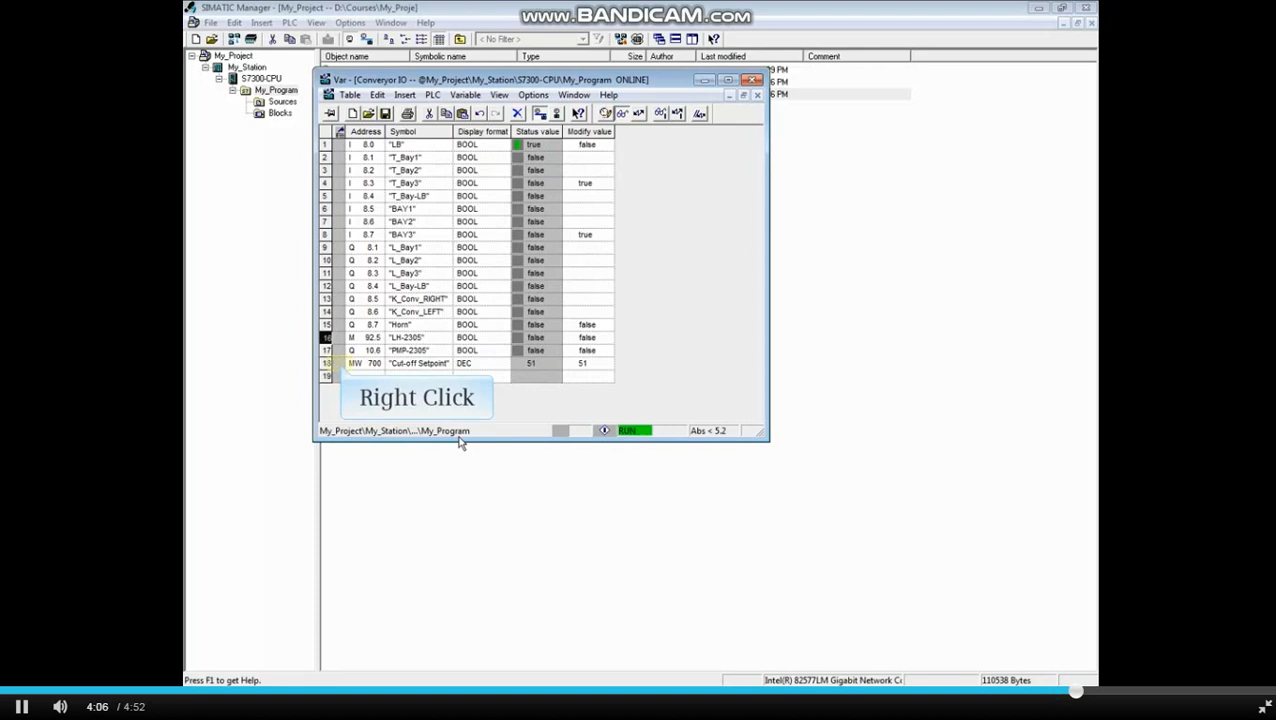 SIMATIC Manager - [My_Project -- D:\Courses\My_Proje]
www.BANDICAM.com
File Edit Insert PLC View Options Window Help
< No Filter >
My_Project
My_Station
S7300-CPU
My_Program
Sources
Blocks
Object name Symbolic name Type Size Author Last modified Comment
9 PM
6 PM
6 PM
Var - [Converyor IO -- @My_Project\My_Station\S7300-CPU\My_Program ONLINE]
Table Edit Insert PLC Variable View Options Window Help
Address Symbol Display format Status value Modify value
1 I 8.0 "LB" BOOL true false
2 I 8.1 "T_Bay1" BOOL false
3 I 8.2 "T_Bay2" BOOL false
4 I 8.3 "T_Bay3" BOOL false true
5 I 8.4 "T_Bay-LB" BOOL false
6 I 8.5 "BAY1" BOOL false
7 I 8.6 "BAY2" BOOL false
8 I 8.7 "BAY3" BOOL false true
9 Q 8.1 "L_Bay1" BOOL false
10 Q 8.2 "L_Bay2" BOOL false
11 Q 8.3 "L_Bay3" BOOL false
12 Q 8.4 "L_Bay-LB" BOOL false
13 Q 8.5 "K_Conv_RIGHT" BOOL false
14 Q 8.6 "K_Conv_LEFT" BOOL false
15 Q 8.7 "Horn" BOOL false false
16 M 92.5 "LH-2305" BOOL false false
17 Q 10.6 "PMP-2305" BOOL false false
18 MW 700 "Cut-off Setpoint" DEC 51 51
19
Right Click
My_Project\My_Station\...\My_Program RUN Abs < 5.2
Press F1 to get Help. Intel(R) 82577LM Gigabit Network Cc 110538 Bytes
4:06 / 4:52